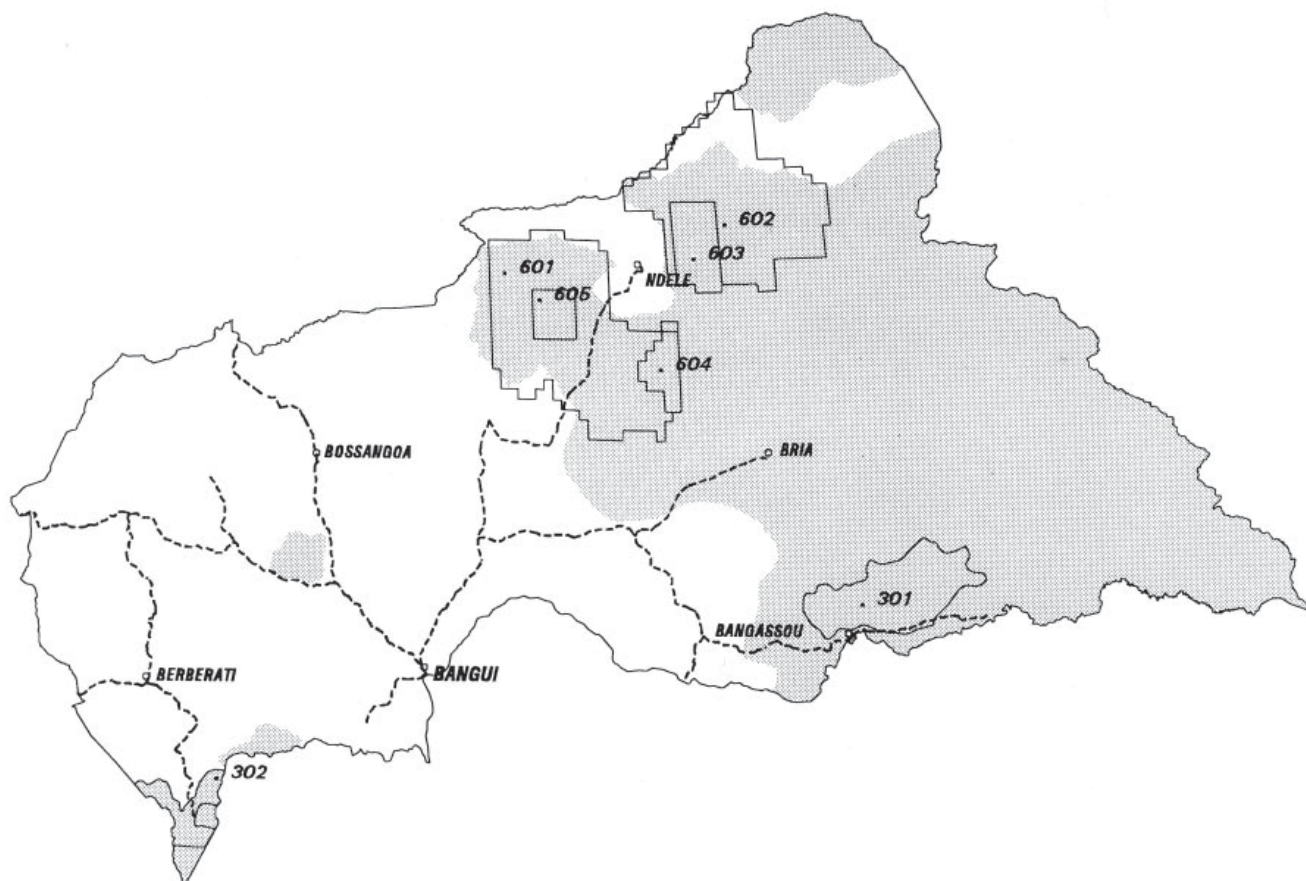 602
603
601
NDELE
605
604
BOSSANGOA
BRIA
301
BANGASSOU
BERBERATI
BANGUI
302